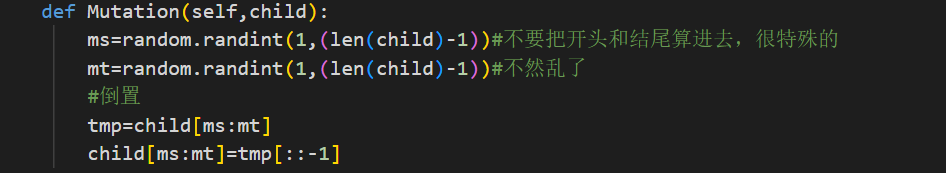 def Mutation(self,child):
ms=random.randint(1,(len(child)-1))#不要把开头和结尾算进去，很特殊的
mt=random.randint(1,(len(child)-1))#不然乱了
#倒置
tmp=child[ms:mt]
child[ms:mt]=tmp[::-1]